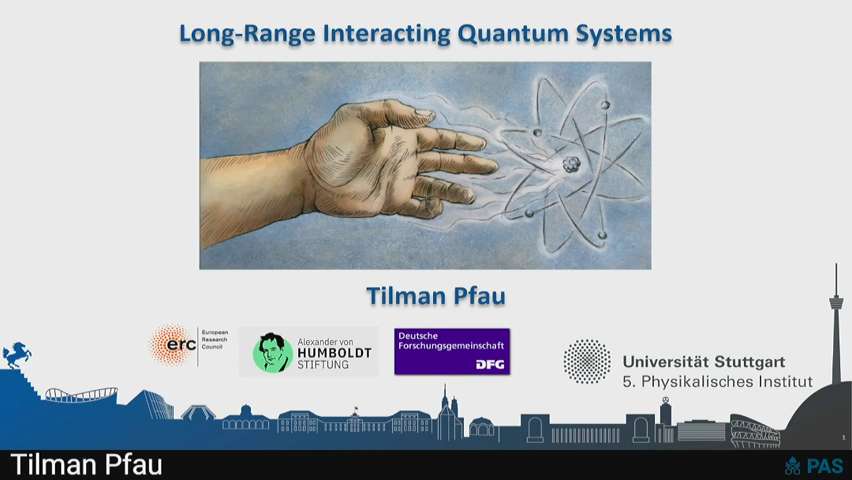 Long-Range Interacting Quantum Systems
Tilman Pfau
erc
European
Research
Council
Alexander von
HUMBOLDT
STIFTUNG
Deutsche
Forschungsgemeinschaft
DFG
Universität Stuttgart
5. Physikalisches Institut
1
Tilman Pfau
PAS